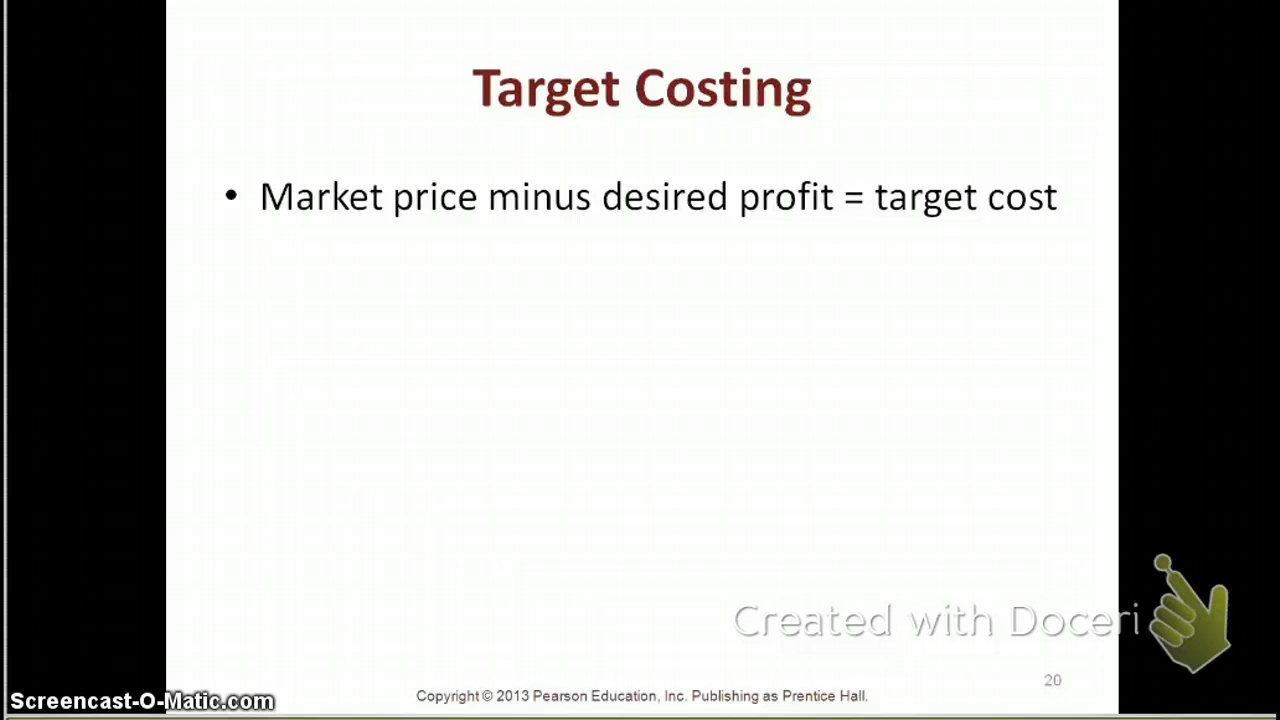 Target Costing
• Market price minus desired profit = target cost
Created with Doceri
20
Copyright © 2013 Pearson Education, Inc. Publishing as Prentice Hall.
Screencast-O-Matic.com